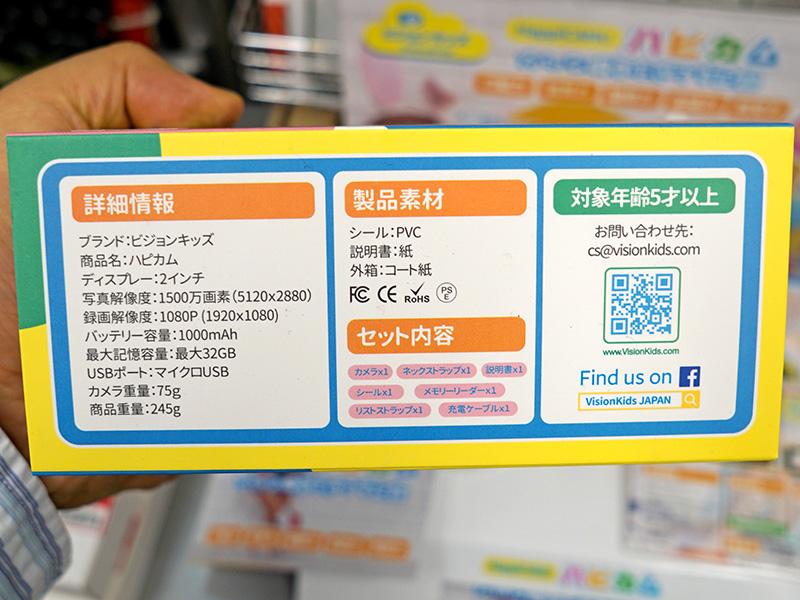 ハピカム
詳細情報
ブランド：ビジョンキッズ
商品名：ハピカム
ディスプレー：2インチ
写真解像度：1500万画素（5120x2880）
録画解像度：1080P (1920x1080)
バッテリー容量：1000mAh
最大記憶容量：最大32GB
USBポート：マイクロUSB
カメラ重量：75g
商品重量：245g
製品素材
シール：PVC
説明書：紙
外箱：コート紙
FC CE RoHS PSE
セット内容
カメラx1 ネックストラップx1 説明書x1
シールx1 メモリーリーダーx1
リストストラップx1 充電ケーブルx1
対象年齢5才以上
お問い合わせ先：
cs@visionkids.com
www.VisionKids.com
Find us on f
VisionKids JAPAN
ハピカム